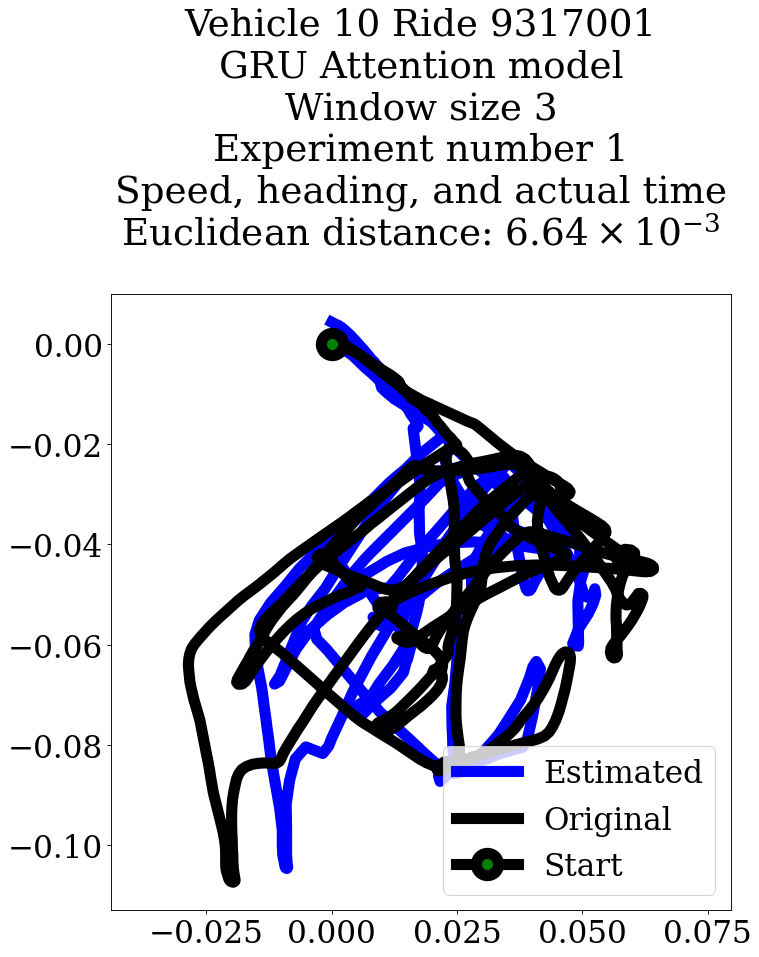 Vehicle 10 Ride 9317001
GRU Attention model
Window size 3
Experiment number 1
Speed, heading, and actual time
Euclidean distance: 6.64 × 10⁻³
0.00
−0.02
−0.04
−0.06
−0.08
−0.10
Estimated
Original
Start
−0.025 0.000 0.025 0.050 0.075